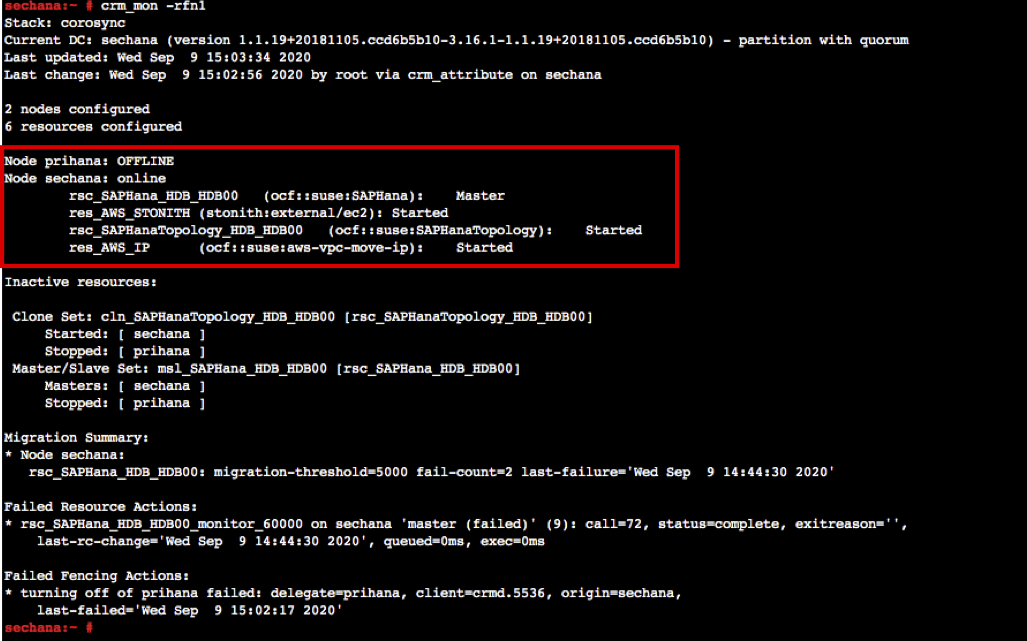 sechana:~ # crm_mon -rfn1
Stack: corosync
Current DC: sechana (version 1.1.19+20181105.ccd6b5b10-3.16.1-1.1.19+20181105.ccd6b5b10) - partition with quorum
Last updated: Wed Sep  9 15:03:34 2020
Last change: Wed Sep  9 15:02:56 2020 by root via crm_attribute on sechana
2 nodes configured
6 resources configured
Node prihana: OFFLINE
Node sechana: online
rsc_SAPHana_HDB_HDB00   (ocf::suse:SAPHana):    Master
res_AWS_STONITH (stonith:external/ec2): Started
rsc_SAPHanaTopology_HDB_HDB00   (ocf::suse:SAPHanaTopology):    Started
res_AWS_IP      (ocf::suse:aws-vpc-move-ip):    Started
Inactive resources:
Clone Set: cln_SAPHanaTopology_HDB_HDB00 [rsc_SAPHanaTopology_HDB_HDB00]
Started: [ sechana ]
Stopped: [ prihana ]
Master/Slave Set: msl_SAPHana_HDB_HDB00 [rsc_SAPHana_HDB_HDB00]
Masters: [ sechana ]
Stopped: [ prihana ]
Migration Summary:
* Node sechana:
rsc_SAPHana_HDB_HDB00: migration-threshold=5000 fail-count=2 last-failure='Wed Sep  9 14:44:30 2020'
Failed Resource Actions:
* rsc_SAPHana_HDB_HDB00_monitor_60000 on sechana 'master (failed)' (9): call=72, status=complete, exitreason='',
last-rc-change='Wed Sep  9 14:44:30 2020', queued=0ms, exec=0ms
Failed Fencing Actions:
* turning off of prihana failed: delegate=prihana, client=crmd.5536, origin=sechana,
last-failed='Wed Sep  9 15:02:17 2020'
sechana:~ #